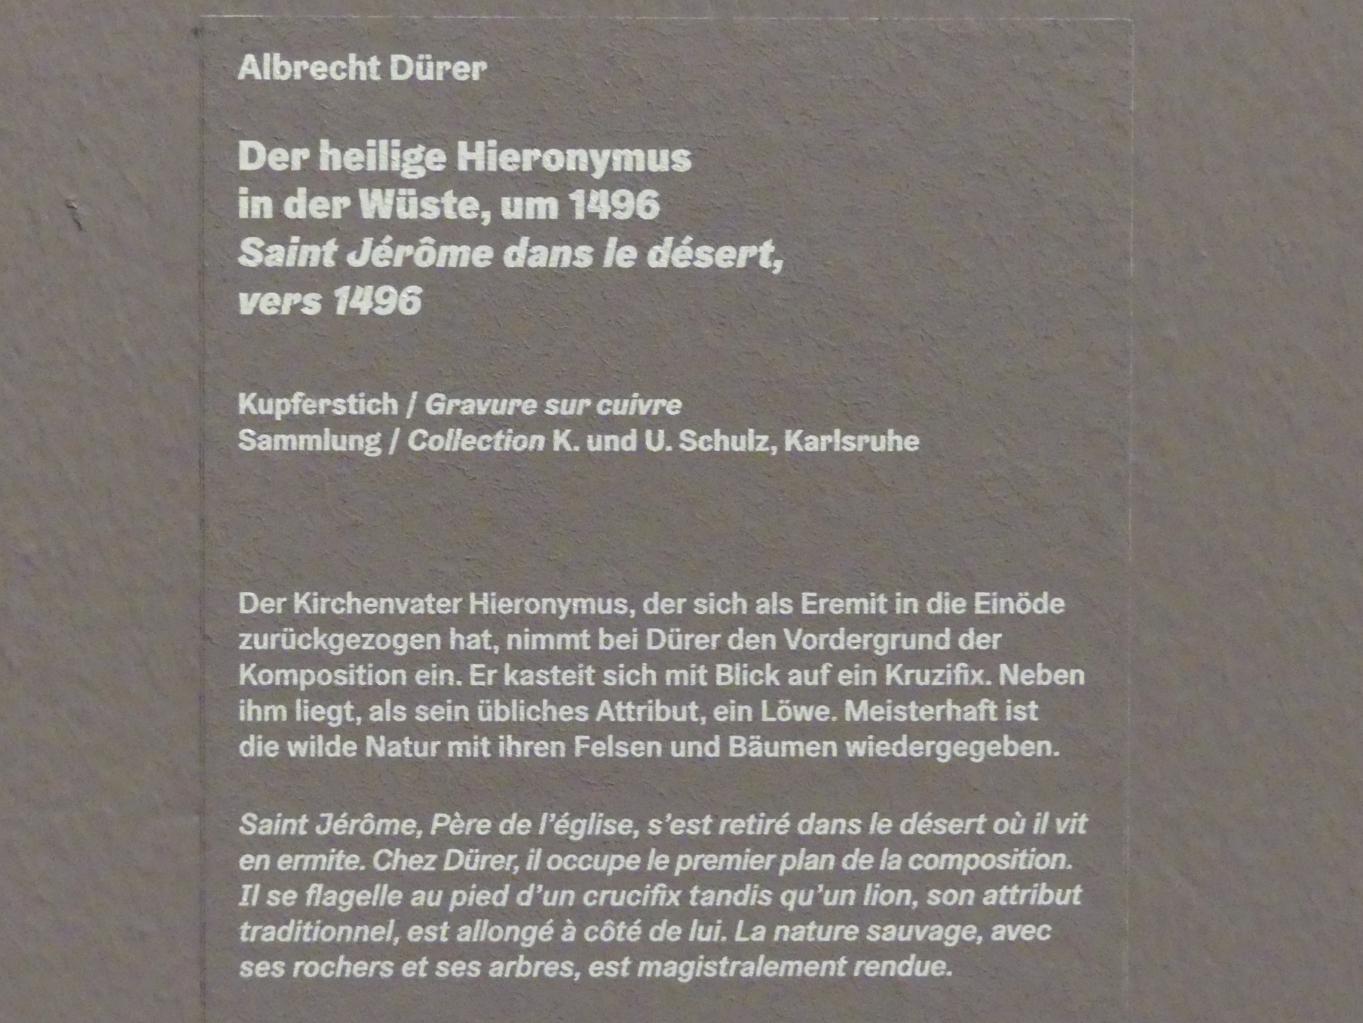 Albrecht Dürer
Der heilige Hieronymus
in der Wüste, um 1496
Saint Jérôme dans le désert,
vers 1496
Kupferstich / Gravure sur cuivre
Sammlung / Collection K. und U. Schulz, Karlsruhe
Der Kirchenvater Hieronymus, der sich als Eremit in die Einöde
zurückgezogen hat, nimmt bei Dürer den Vordergrund der
Komposition ein. Er kasteit sich mit Blick auf ein Kruzifix. Neben
ihm liegt, als sein übliches Attribut, ein Löwe. Meisterhaft ist
die wilde Natur mit ihren Felsen und Bäumen wiedergegeben.
Saint Jérôme, Père de l’église, s’est retiré dans le désert où il vit
en ermite. Chez Dürer, il occupe le premier plan de la composition.
Il se flagelle au pied d’un crucifix tandis qu’un lion, son attribut
traditionnel, est allongé à côté de lui. La nature sauvage, avec
ses rochers et ses arbres, est magistralement rendue.